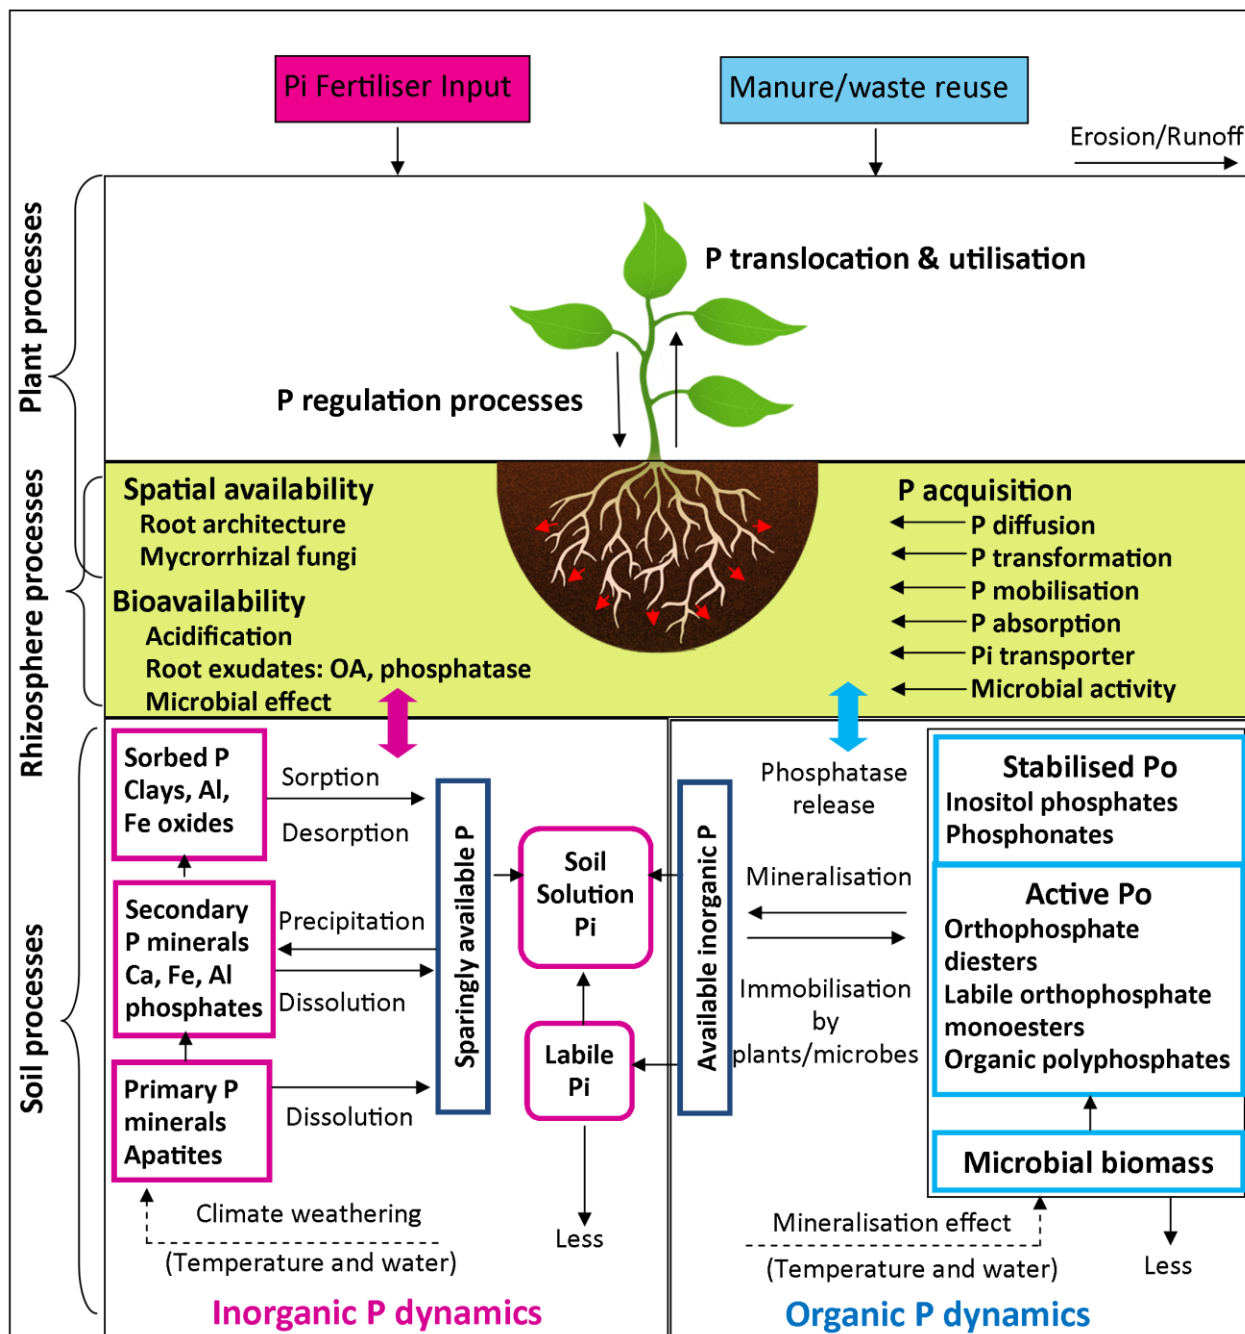 Pi Fertiliser Input
Manure/waste reuse
Erosion/Runoff
Plant processes
P translocation & utilisation
P regulation processes
Rhizosphere processes
Spatial availability
Root architecture
Mycrorrhizal fungi
Bioavailability
Acidification
Root exudates: OA, phosphatase
Microbial effect
P acquisition
P diffusion
P transformation
P mobilisation
P absorption
Pi transporter
Microbial activity
Soil processes
Sorbed P
Clays, Al,
Fe oxides
Sorption
Desorption
Secondary
P minerals
Ca, Fe, Al
phosphates
Precipitation
Dissolution
Primary P
minerals
Apatites
Dissolution
Sparingly available P
Soil
Solution
Pi
Labile
Pi
Less
Climate weathering
(Temperature and water)
Inorganic P dynamics
Available inorganic P
Phosphatase
release
Mineralisation
Immobilisation
by
plants/microbes
Stabilised Po
Inositol phosphates
Phosphonates
Active Po
Orthophosphate
diesters
Labile orthophosphate
monoesters
Organic polyphosphates
Microbial biomass
Mineralisation effect
(Temperature and water)
Less
Organic P dynamics